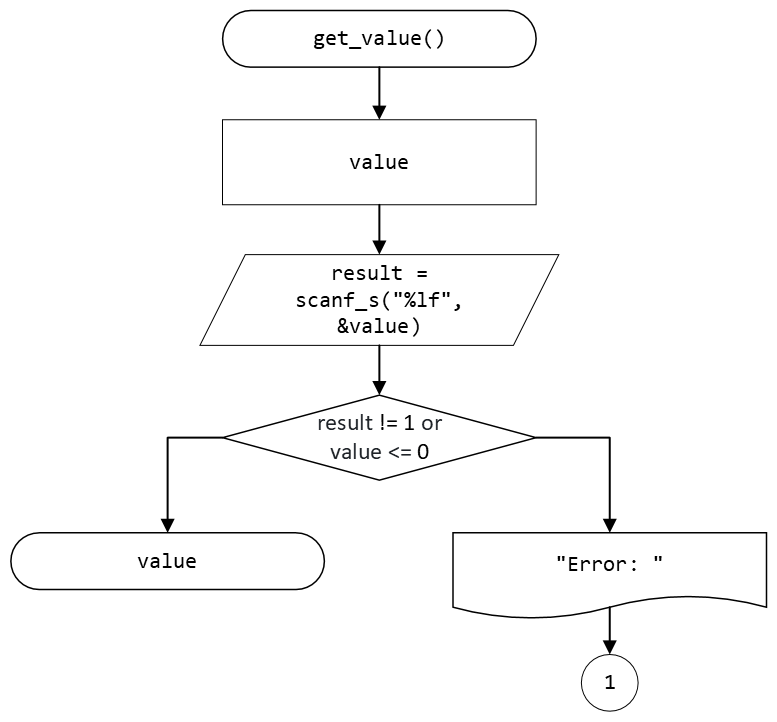 get_value()
value
result =
scanf_s("%lf",
&value)
result != 1 or
value <= 0
value
"Error: "
1